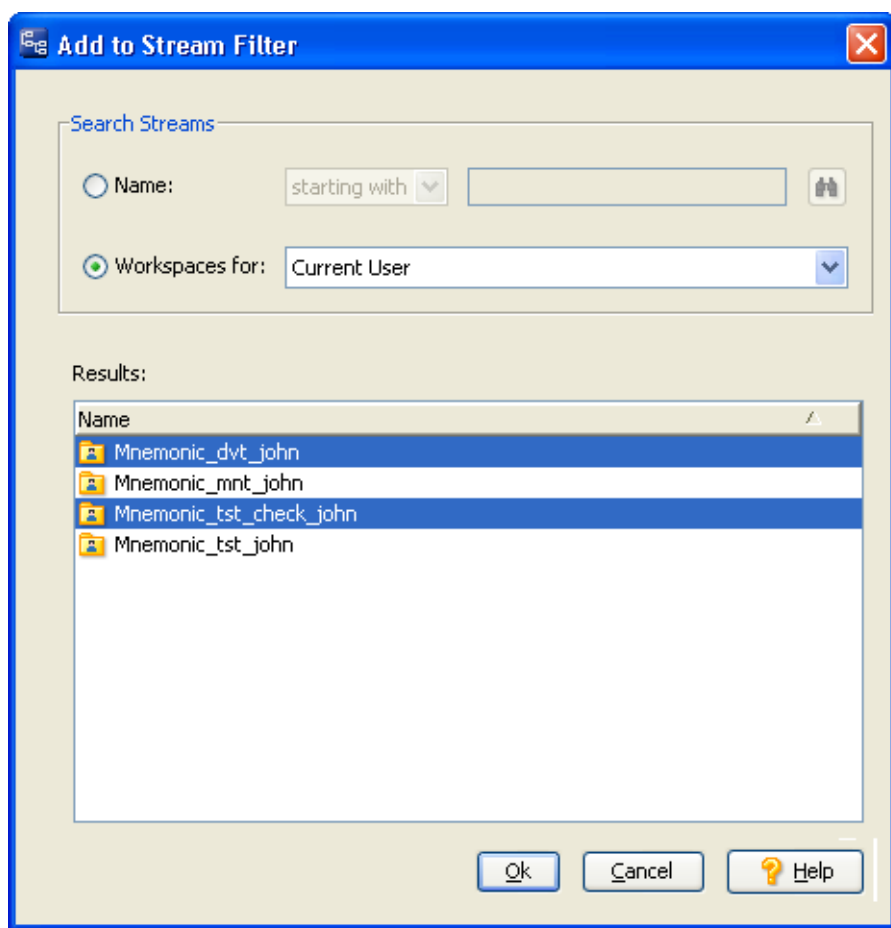 Add to Stream Filter
Search Streams
Name: starting with
Workspaces for: Current User
Results:
Name
Mnemonic_dvt_john
Mnemonic_mnt_john
Mnemonic_tst_check_john
Mnemonic_tst_john
Ok Cancel Help